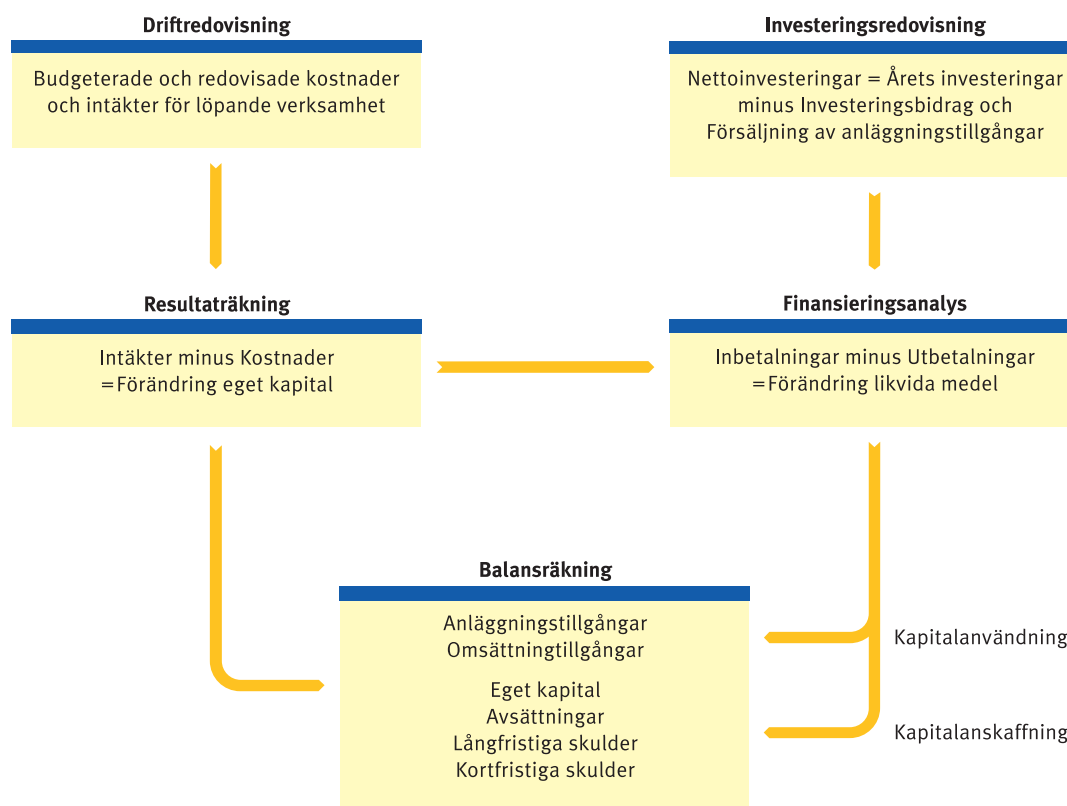 Driftredovisning
Budgeterade och redovisade kostnader
och intäkter för löpande verksamhet
Investeringsredovisning
Nettoinvesteringar = Årets investeringar
minus Investeringsbidrag och
Försäljning av anläggningstillgångar
Resultaträkning
Intäkter minus Kostnader
=Förändring eget kapital
Finansieringsanalys
Inbetalningar minus Utbetalningar
=Förändring likvida medel
Balansräkning
Anläggningstillgångar
Omsättningtillgångar
Eget kapital
Avsättningar
Långfristiga skulder
Kortfristiga skulder
Kapitalanvändning
Kapitalanskaffning